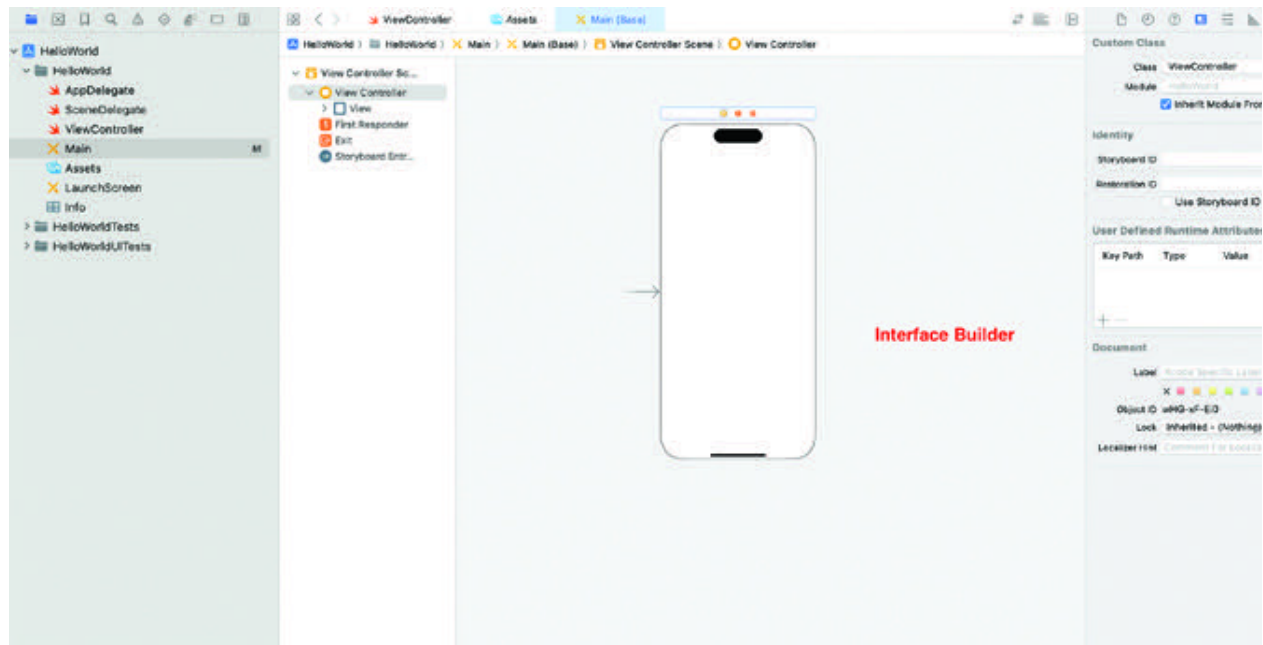 ViewController
Assets
Main (Base)
HelloWorld
HelloWorld
AppDelegate
SceneDelegate
ViewController
Main M
Assets
LaunchScreen
Info
HelloWorldTests
HelloWorldUITests
HelloWorld HelloWorld Main Main (Base) View Controller Scene View Controller
View Controller Sc...
View Controller
View
First Responder
Exit
Storyboard Entr...
Interface Builder
Custom Class
Class ViewController
Module HelloWorld
Inherit Module From
Identity
Storyboard ID
Restoration ID
Use Storyboard ID
User Defined Runtime Attributes
Key Path Type Value
Document
Label
Object ID
Lock Inherited - (Nothing)
Localizer Hint